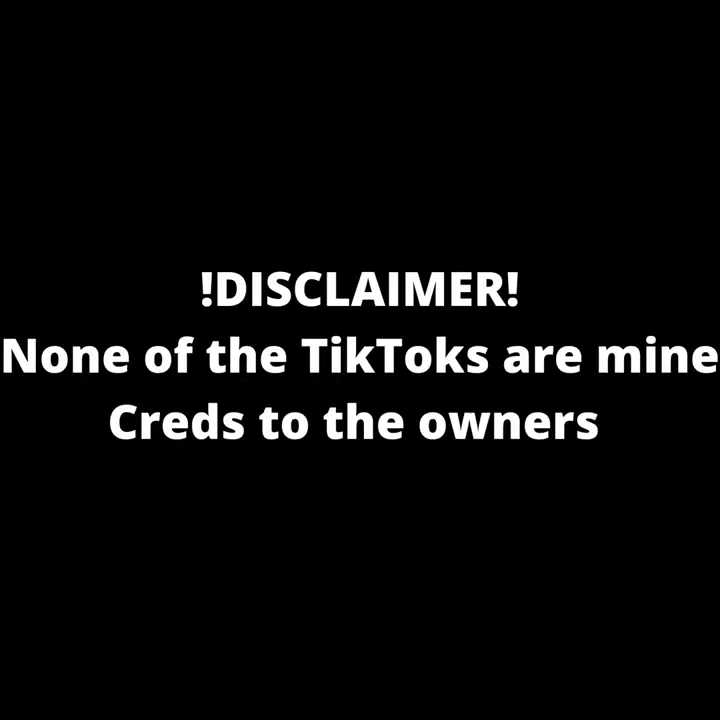 !DISCLAIMER!
None of the TikToks are mine
Creds to the owners